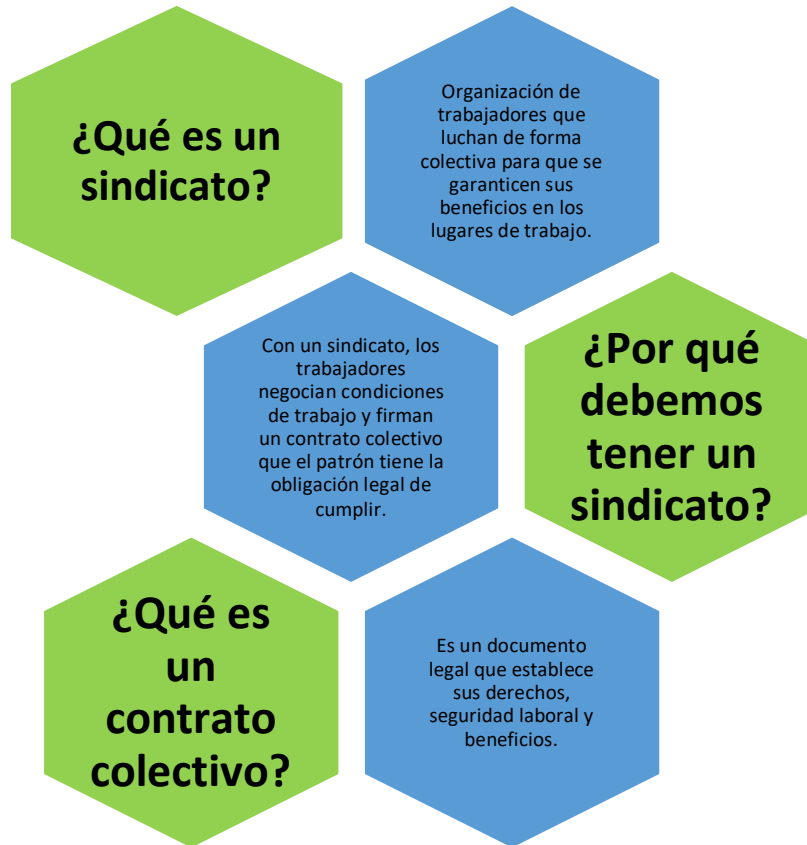 ¿Qué es un
sindicato?
Organización de
trabajadores que
luchan de forma
colectiva para que se
garanticen sus
beneficios en los
lugares de trabajo.
¿Por qué
debemos
tener un
sindicato?
Con un sindicato, los
trabajadores
negocian condiciones
de trabajo y firman
un contrato colectivo
que el patrón tiene la
obligación legal de
cumplir.
¿Qué es
un
contrato
colectivo?
Es un documento
legal que establece
sus derechos,
seguridad laboral y
beneficios.